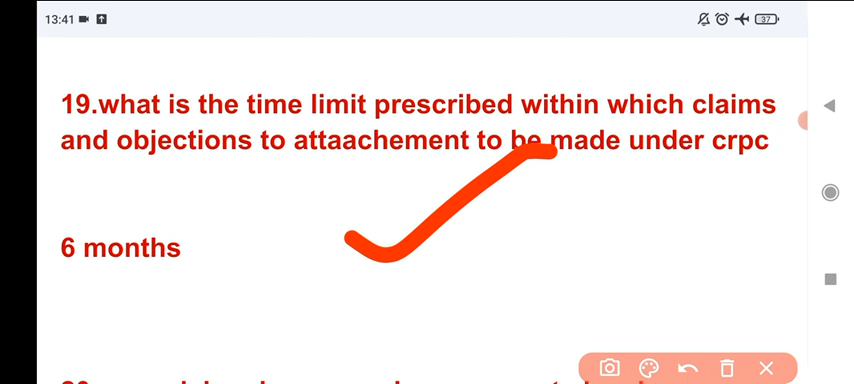 13:41
37
19.what is the time limit prescribed within which claims
and objections to attaachement to be made under crpc
6 months